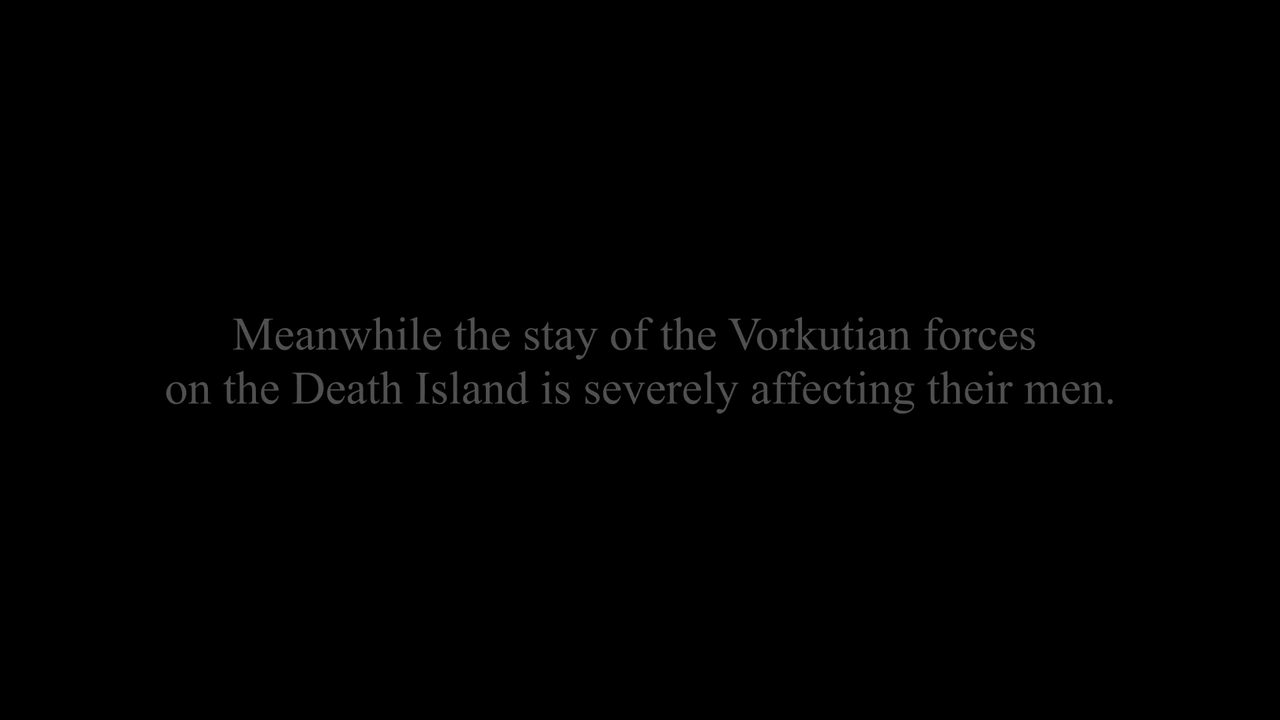 Meanwhile the stay of the Vorkutian forces
on the Death Island is severely affecting their men.